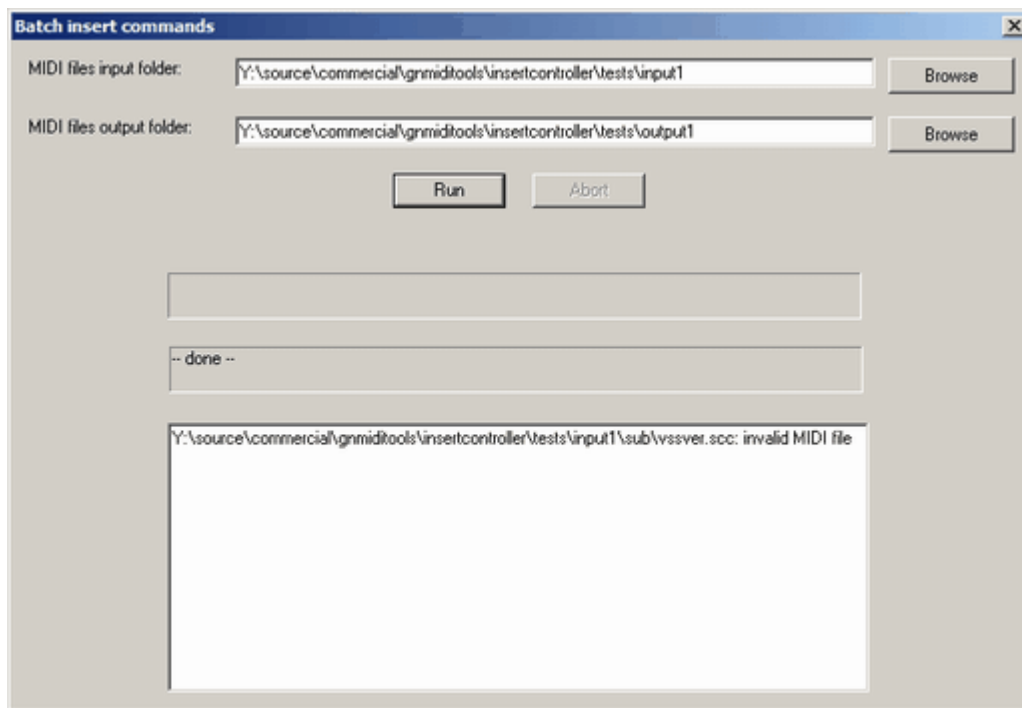 Batch insert commands
MIDI files input folder: Y:\source\commercial\gnmiditools\insertcontroller\tests\input1 Browse
MIDI files output folder: Y:\source\commercial\gnmiditools\insertcontroller\tests\output1 Browse
Run Abort
-- done --
Y:\source\commercial\gnmiditools\insertcontroller\tests\input1\sub\vssver.scc: invalid MIDI file